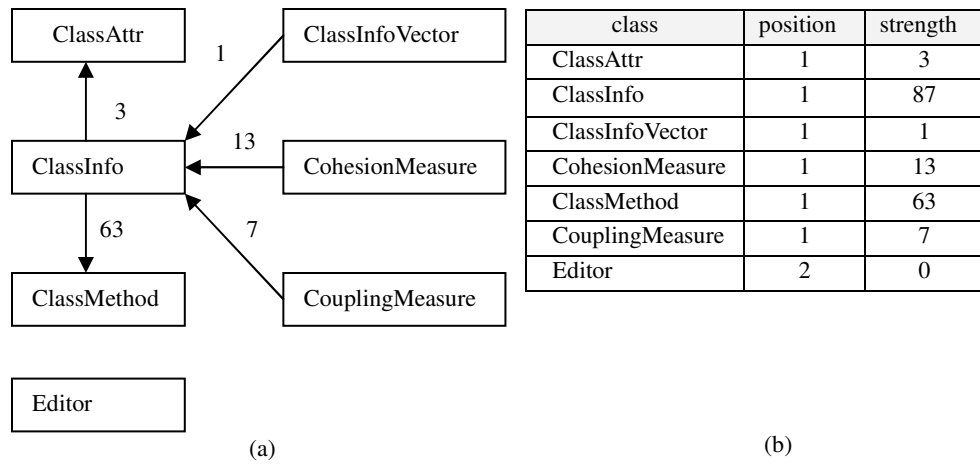 ClassAttr
ClassInfoVector
1
3
13
ClassInfo
CohesionMeasure
63
7
ClassMethod
CouplingMeasure
Editor
(a)
class position strength
ClassAttr 1 3
ClassInfo 1 87
ClassInfoVector 1 1
CohesionMeasure 1 13
ClassMethod 1 63
CouplingMeasure 1 7
Editor 2 0
(b)